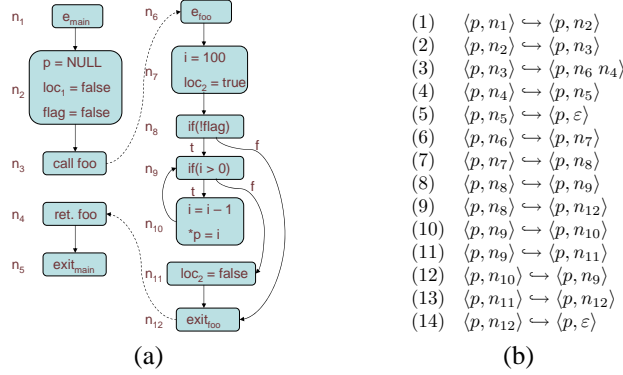 n1 e_main
n2 p = NULL
loc1 = false
flag = false
n3 call foo
n4 ret. foo
n5 exit_main
n6 e_foo
n7 i = 100
loc2 = true
n8 if(!flag)
t f
n9 if(i > 0)
t f
n10 i = i – 1
*p = i
n11 loc2 = false
n12 exit_foo
(a)
(1) ⟨p, n1⟩ ↪ ⟨p, n2⟩
(2) ⟨p, n2⟩ ↪ ⟨p, n3⟩
(3) ⟨p, n3⟩ ↪ ⟨p, n6 n4⟩
(4) ⟨p, n4⟩ ↪ ⟨p, n5⟩
(5) ⟨p, n5⟩ ↪ ⟨p, ε⟩
(6) ⟨p, n6⟩ ↪ ⟨p, n7⟩
(7) ⟨p, n7⟩ ↪ ⟨p, n8⟩
(8) ⟨p, n8⟩ ↪ ⟨p, n9⟩
(9) ⟨p, n8⟩ ↪ ⟨p, n12⟩
(10) ⟨p, n9⟩ ↪ ⟨p, n10⟩
(11) ⟨p, n9⟩ ↪ ⟨p, n11⟩
(12) ⟨p, n10⟩ ↪ ⟨p, n9⟩
(13) ⟨p, n11⟩ ↪ ⟨p, n12⟩
(14) ⟨p, n12⟩ ↪ ⟨p, ε⟩
(b)